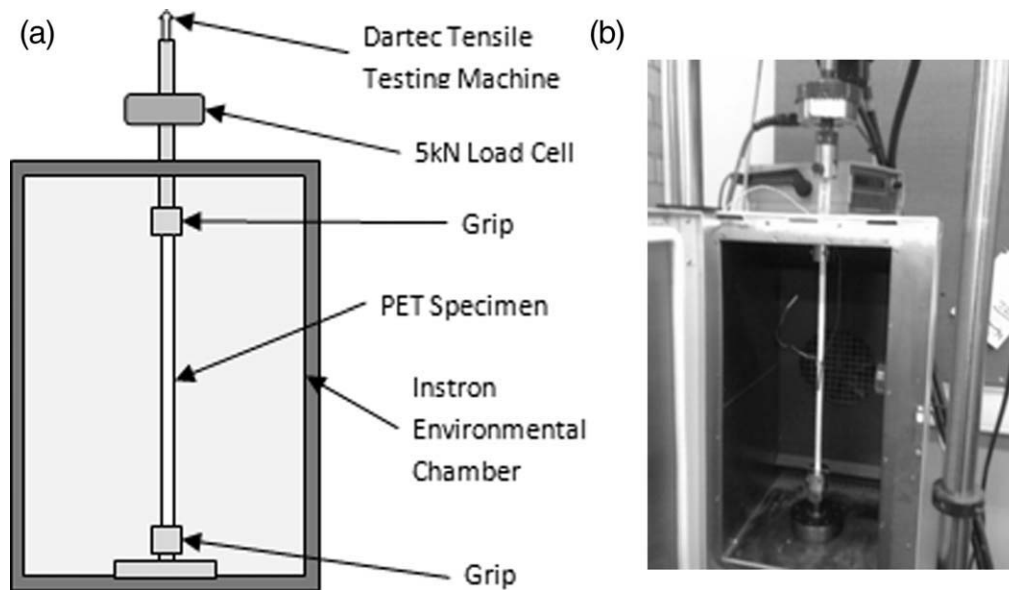 (a)
Dartec Tensile
Testing Machine
5kN Load Cell
Grip
PET Specimen
Instron
Environmental
Chamber
Grip
(b)